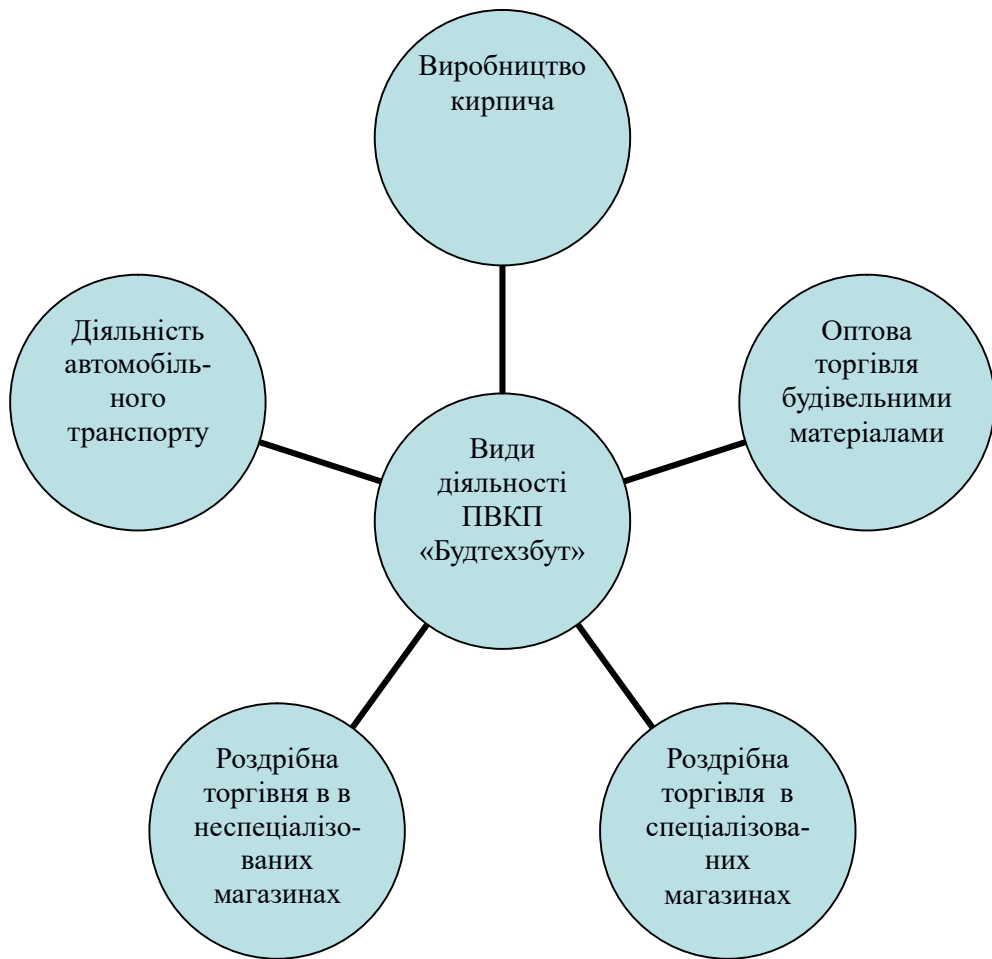 Виробництво
кирпича
Діяльність
автомобіль-
ного
транспорту
Оптова
торгівля
будівельними
матеріалами
Види
діяльності
ПВКП
«Будтехзбут»
Роздрібна
торгівня в в
неспеціалізо-
ваних
магазинах
Роздрібна
торгівля в
спеціалізова-
них
магазинах